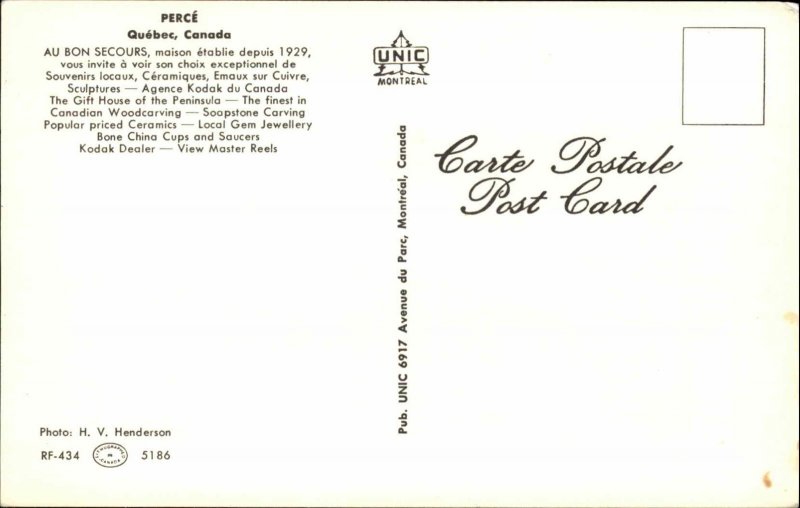 PERCÉ
Québec, Canada
AU BON SECOURS, maison établie depuis 1929,
vous invite à voir son choix exceptionnel de
Souvenirs locaux, Céramiques, Emaux sur Cuivre,
Sculptures — Agence Kodak du Canada
The Gift House of the Peninsula — The finest in
Canadian Woodcarving — Soapstone Carving
Popular priced Ceramics — Local Gem Jewellery
Bone China Cups and Saucers
Kodak Dealer — View Master Reels
UNIC
MONTREAL
Pub. UNIC 6917 Avenue du Parc, Montréal, Canada
Carte Postale
Post Card
Photo: H. V. Henderson
RF-434 LITHOGRAPHED IN CANADA 5186